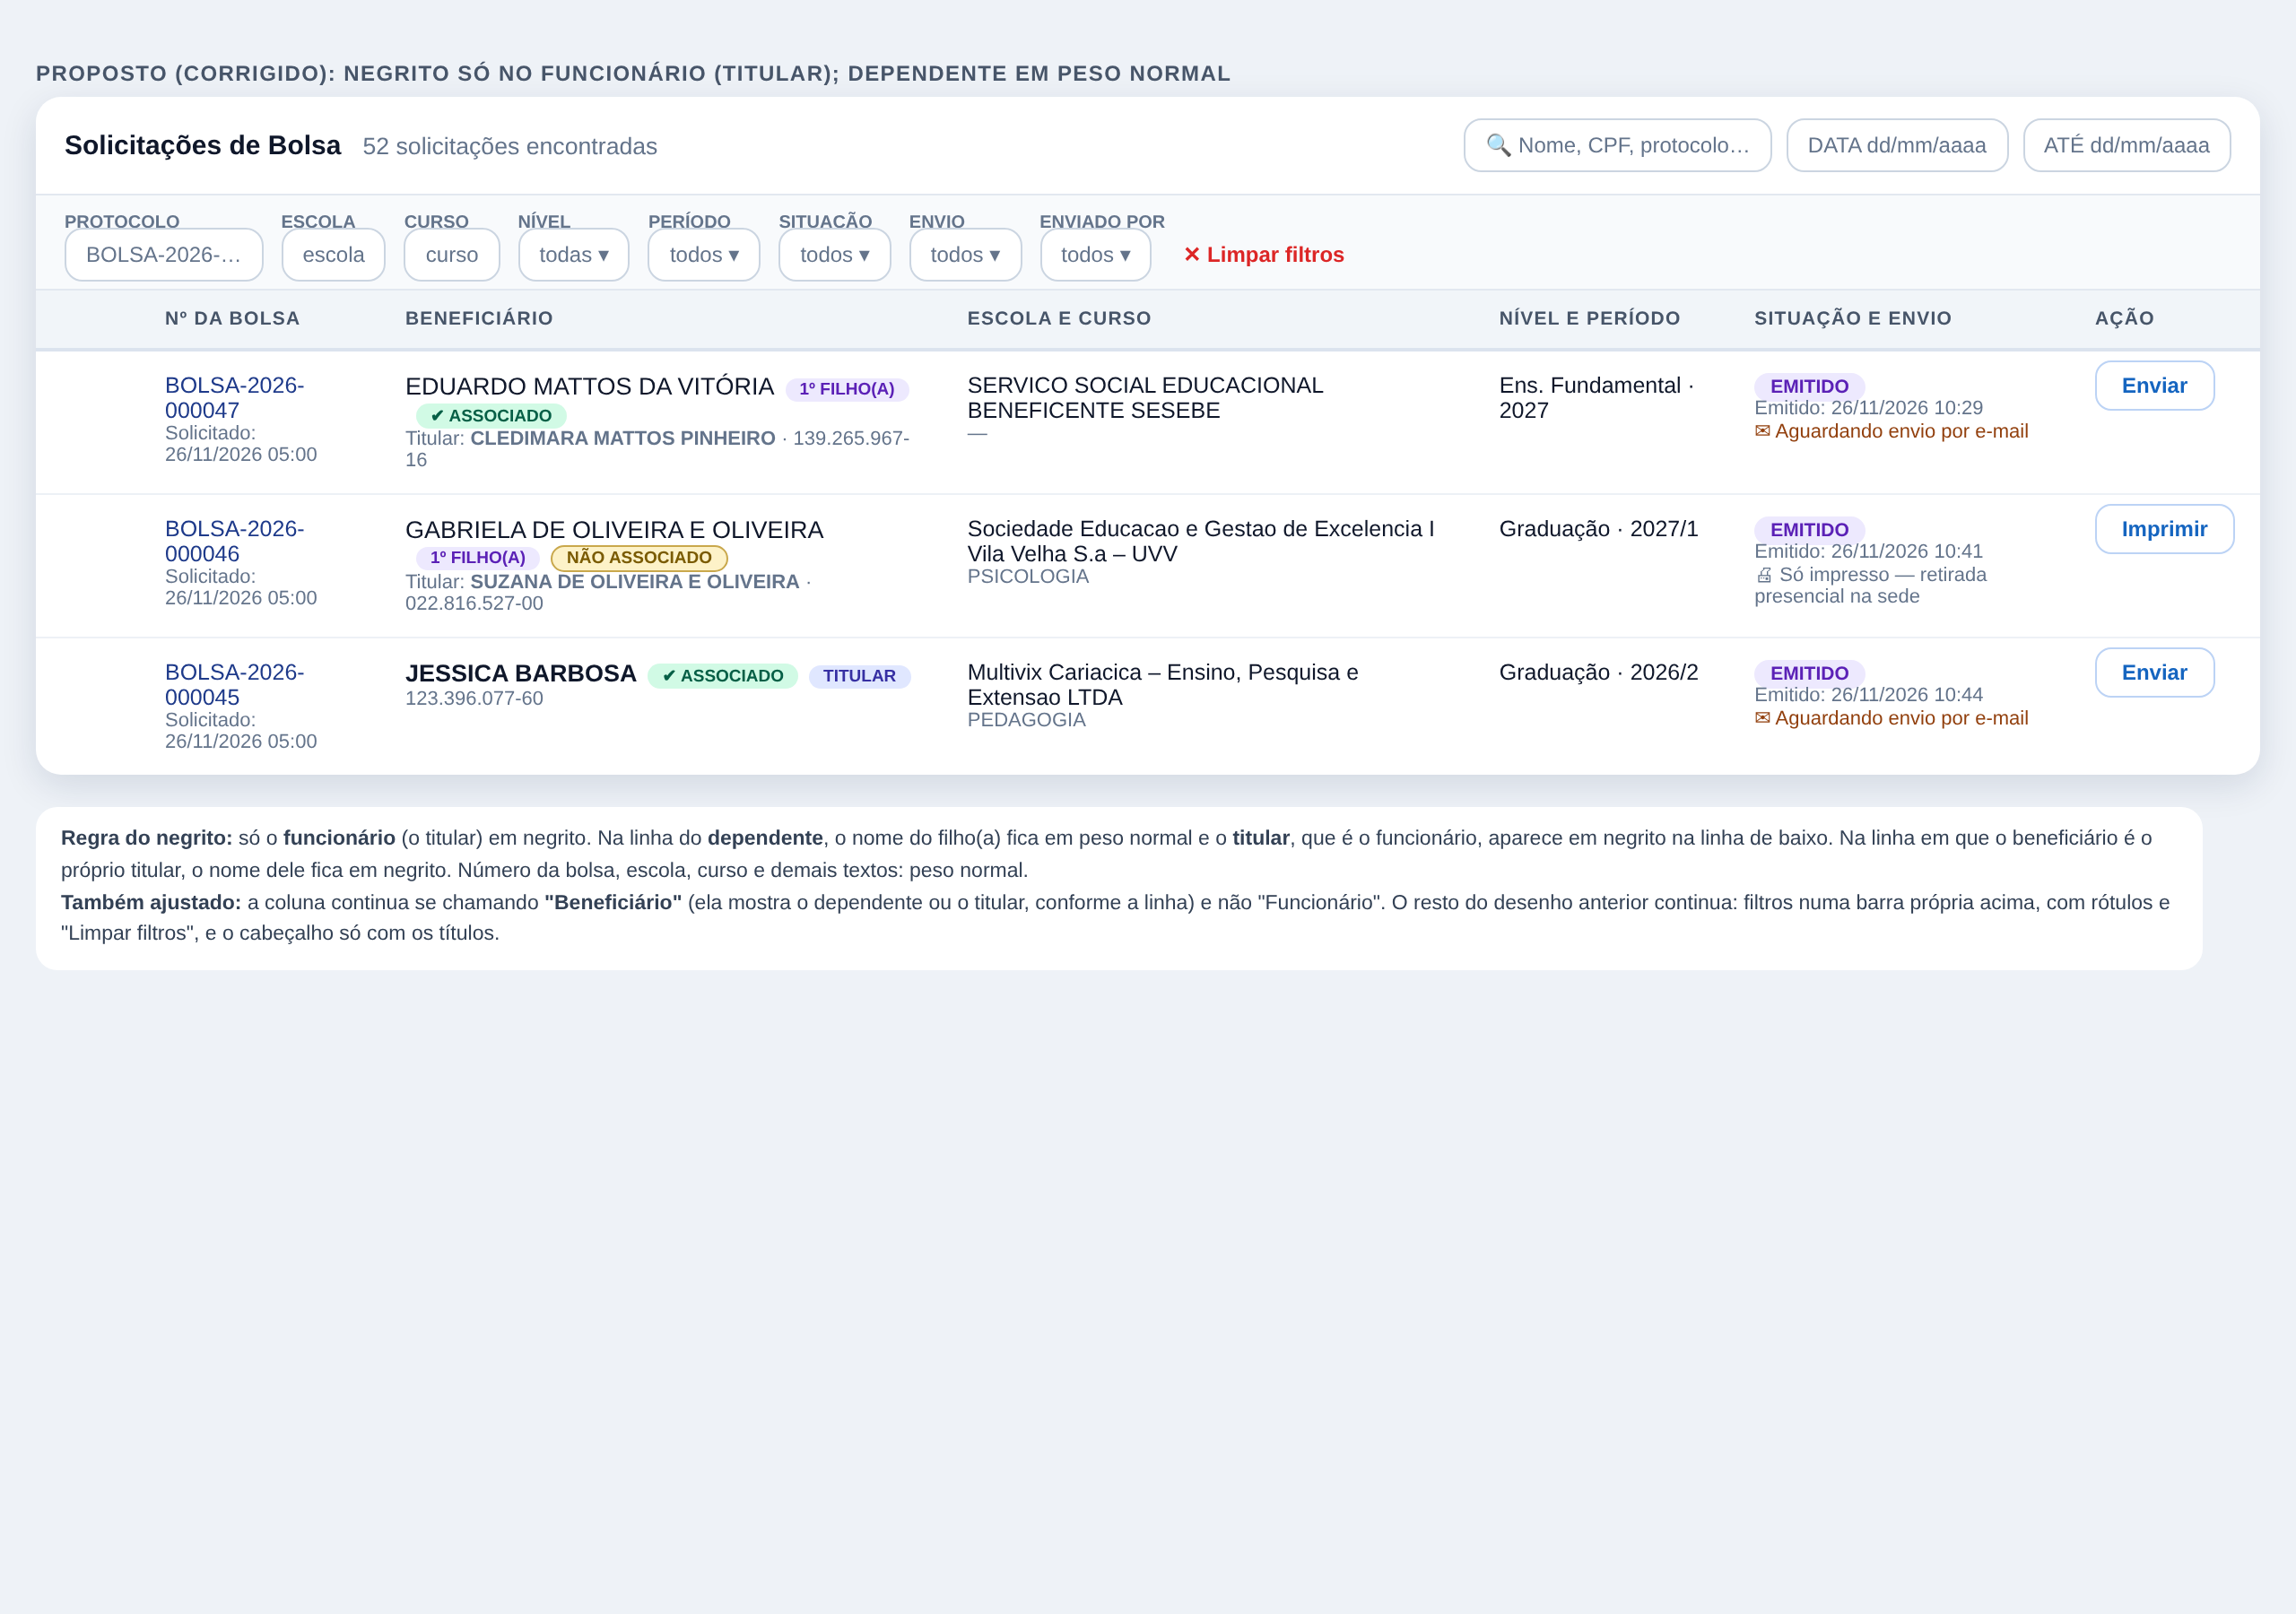 PROPOSTO (CORRIGIDO): NEGRITO SÓ NO FUNCIONÁRIO (TITULAR); DEPENDENTE EM PESO NORMAL
Solicitações de Bolsa 52 solicitações encontradas
🔍 Nome, CPF, protocolo… DATA dd/mm/aaaa ATÉ dd/mm/aaaa
PROTOCOLO ESCOLA CURSO NÍVEL PERÍODO SITUAÇÃO ENVIO ENVIADO POR
BOLSA-2026-… escola curso todas ▾ todos ▾ todos ▾ todos ▾ todos ▾ ✕ Limpar filtros
Nº DA BOLSA BENEFICIÁRIO ESCOLA E CURSO NÍVEL E PERÍODO SITUAÇÃO E ENVIO AÇÃO
BOLSA-2026-
000047
Solicitado:
26/11/2026 05:00
EDUARDO MATTOS DA VITÓRIA 1º FILHO(A)
✔ ASSOCIADO
Titular: CLEDIMARA MATTOS PINHEIRO · 139.265.967-
16
SERVICO SOCIAL EDUCACIONAL
BENEFICENTE SESEBE
—
Ens. Fundamental ·
2027
EMITIDO
Emitido: 26/11/2026 10:29
✉ Aguardando envio por e-mail
Enviar
BOLSA-2026-
000046
Solicitado:
26/11/2026 05:00
GABRIELA DE OLIVEIRA E OLIVEIRA
1º FILHO(A) NÃO ASSOCIADO
Titular: SUZANA DE OLIVEIRA E OLIVEIRA ·
022.816.527-00
Sociedade Educacao e Gestao de Excelencia I
Vila Velha S.a – UVV
PSICOLOGIA
Graduação · 2027/1
EMITIDO
Emitido: 26/11/2026 10:41
🖨 Só impresso — retirada
presencial na sede
Imprimir
BOLSA-2026-
000045
Solicitado:
26/11/2026 05:00
JESSICA BARBOSA ✔ ASSOCIADO TITULAR
123.396.077-60
Multivix Cariacica – Ensino, Pesquisa e
Extensao LTDA
PEDAGOGIA
Graduação · 2026/2
EMITIDO
Emitido: 26/11/2026 10:44
✉ Aguardando envio por e-mail
Enviar
Regra do negrito: só o funcionário (o titular) em negrito. Na linha do dependente, o nome do filho(a) fica em peso normal e o titular, que é o funcionário, aparece em negrito na linha de baixo. Na linha em que o beneficiário é o
próprio titular, o nome dele fica em negrito. Número da bolsa, escola, curso e demais textos: peso normal.
Também ajustado: a coluna continua se chamando "Beneficiário" (ela mostra o dependente ou o titular, conforme a linha) e não "Funcionário". O resto do desenho anterior continua: filtros numa barra própria acima, com rótulos e
"Limpar filtros", e o cabeçalho só com os títulos.